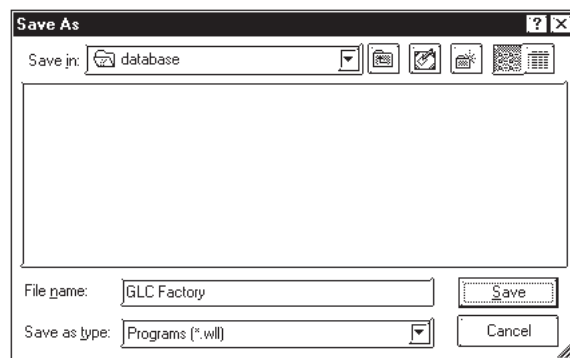 Save As
Save in: database
File name: GLC Factory Save
Save as type: Programs (*.wll) Cancel